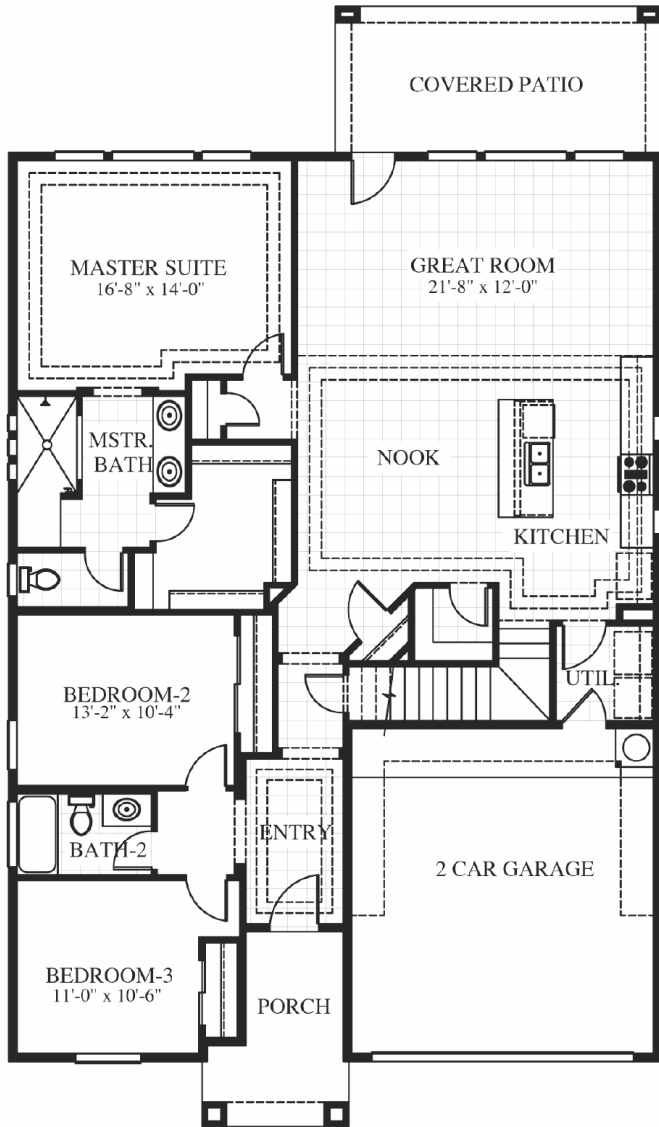 COVERED PATIO
MASTER SUITE
16'-8" x 14'-0"
GREAT ROOM
21'-8" x 12'-0"
MSTR.
BATH
NOOK
KITCHEN
UTIL.
BEDROOM-2
13'-2" x 10'-4"
ENTRY
BATH-2
2 CAR GARAGE
BEDROOM-3
11'-0" x 10'-6"
PORCH